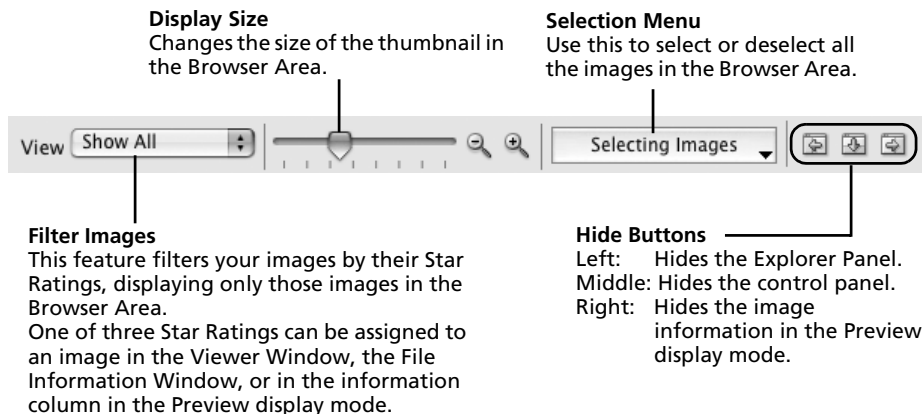 Display Size
Changes the size of the thumbnail in
the Browser Area.
Selection Menu
Use this to select or deselect all
the images in the Browser Area.
View
Show All
Selecting Images
Filter Images
This feature filters your images by their Star
Ratings, displaying only those images in the
Browser Area.
One of three Star Ratings can be assigned to
an image in the Viewer Window, the File
Information Window, or in the information
column in the Preview display mode.
Hide Buttons
Left: Hides the Explorer Panel.
Middle: Hides the control panel.
Right: Hides the image
information in the Preview
display mode.